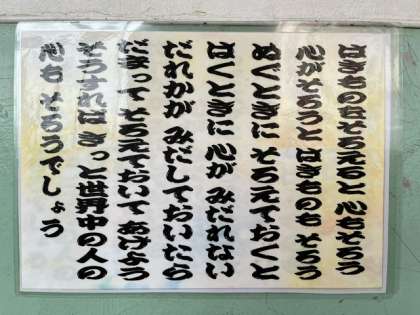 はきものをそろえると 心もそろう
心がそろうと はきものも そろう
ぬぐときに そろえておくと
はくときに 心が みだれない
だれかが みだしておいたら
だまって そろえておいて あげよう
そうすれば きっと 世界中の人の
心も そろうでしょう